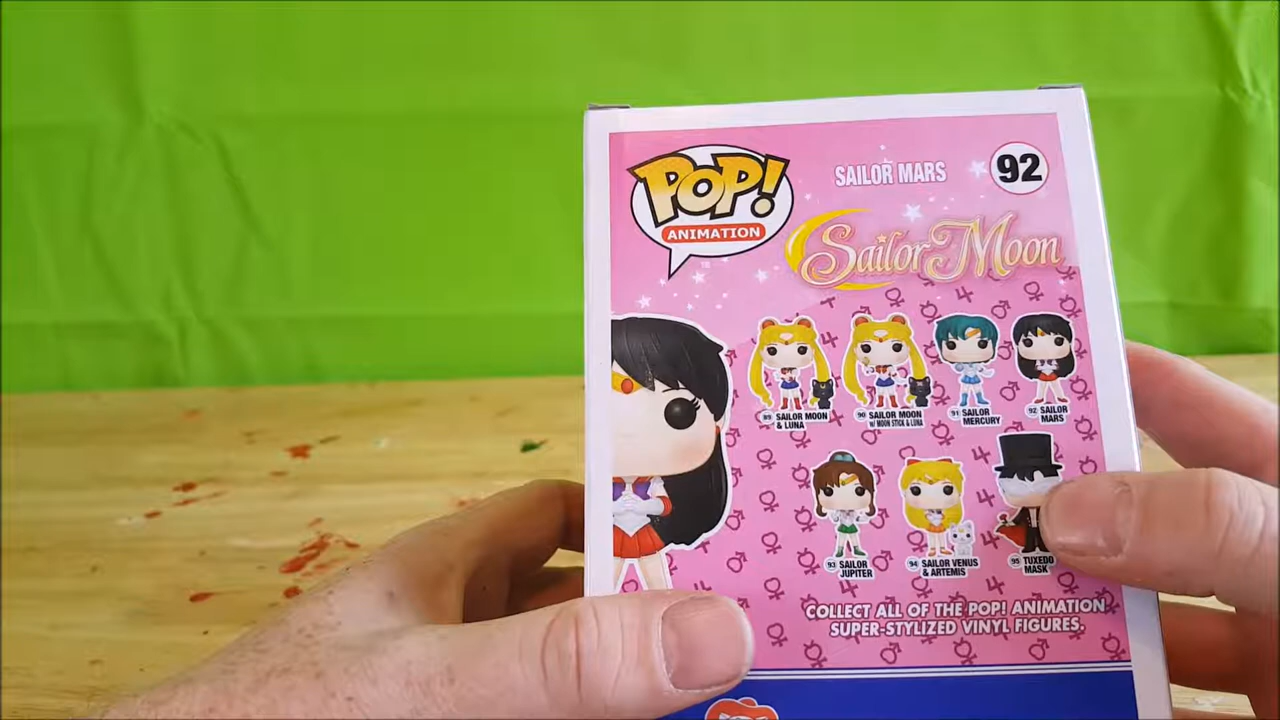 POP!
ANIMATION
SAILOR MARS
92
Sailor Moon
89 SAILOR MOON
& LUNA
90 SAILOR MOON
W/ MOON STICK & LUNA
91 SAILOR
MERCURY
92 SAILOR
MARS
93 SAILOR
JUPITER
94 SAILOR VENUS
& ARTEMIS
95 TUXEDO
MASK
COLLECT ALL OF THE POP! ANIMATION
SUPER-STYLIZED VINYL FIGURES.